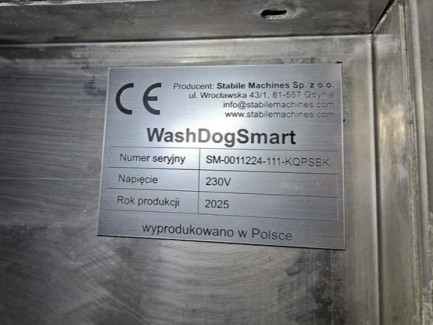 CE
Producent: Stabile Machines Sp. z o.o.
ul. Wrocławska 43/1, 81-557 Gdynia
info@stabilemachines.com
www.stabilemachines.com
WashDogSmart
Numer seryjny SM-0011224-111-KQPSBK
Napięcie 230V
Rok produkcji 2025
wyprodukowano w Polsce